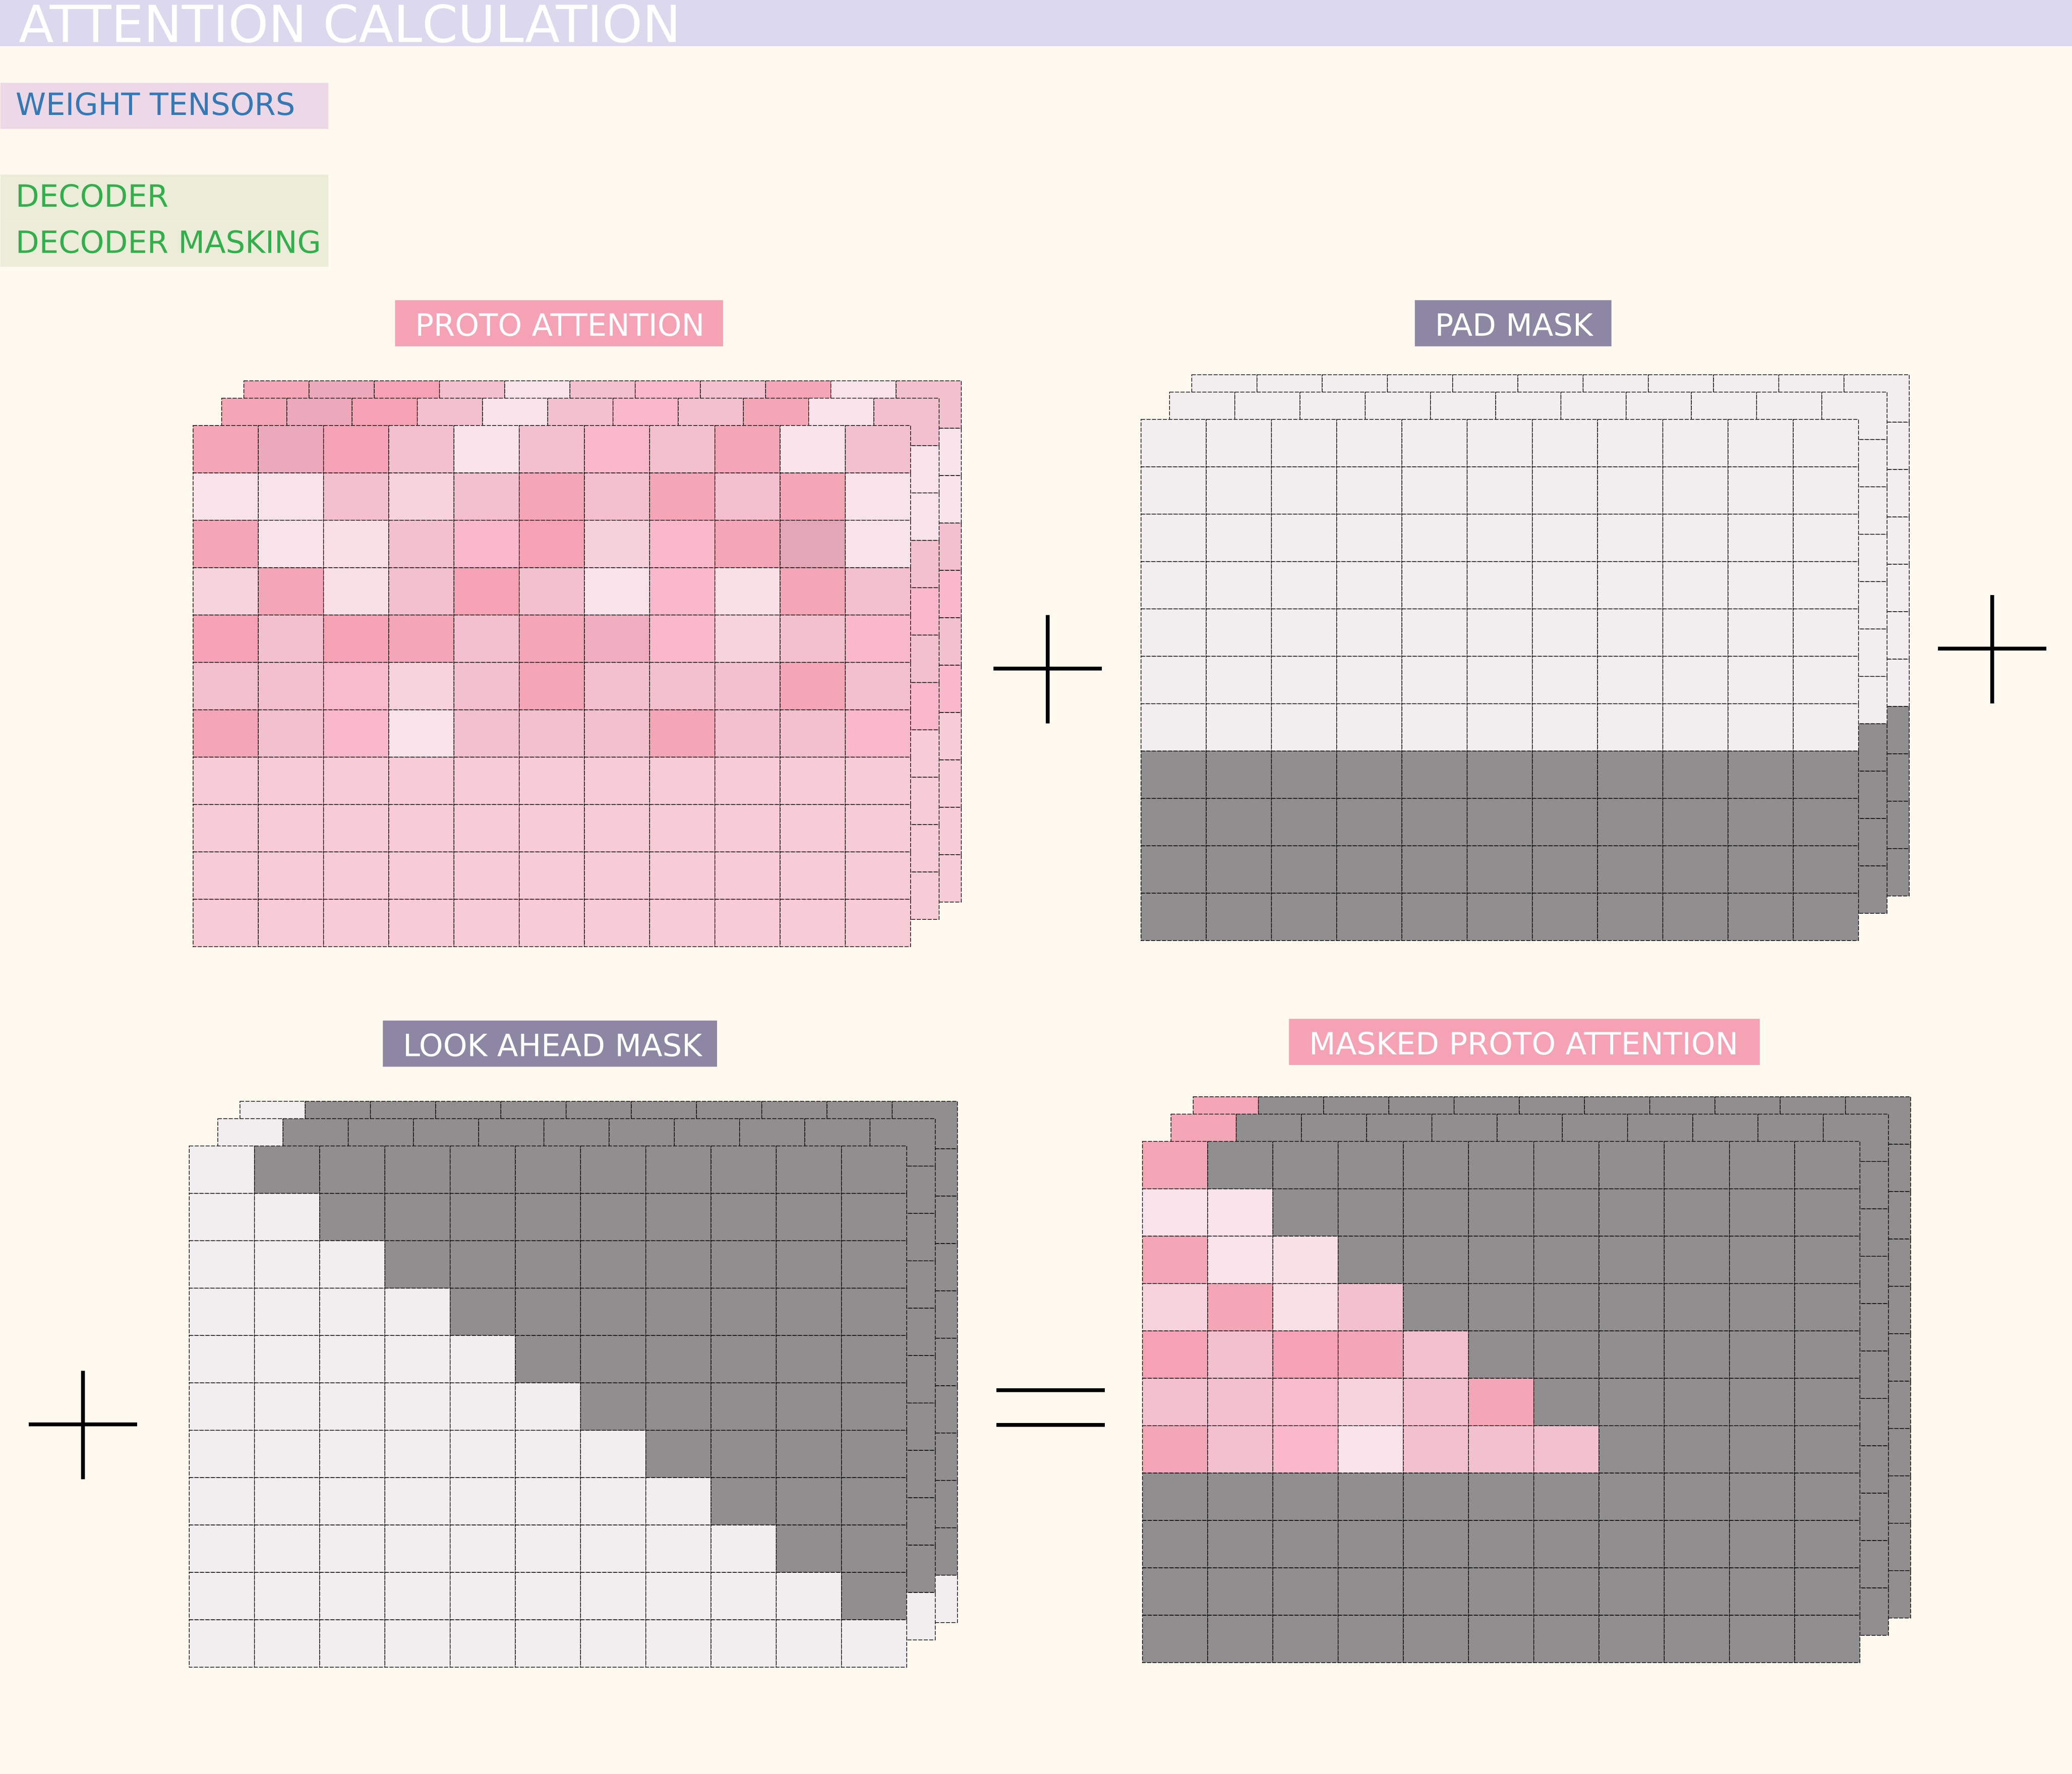 ATTENTION CALCULATION
WEIGHT TENSORS
DECODER
DECODER MASKING
PROTO ATTENTION
PAD MASK
LOOK AHEAD MASK
MASKED PROTO ATTENTION